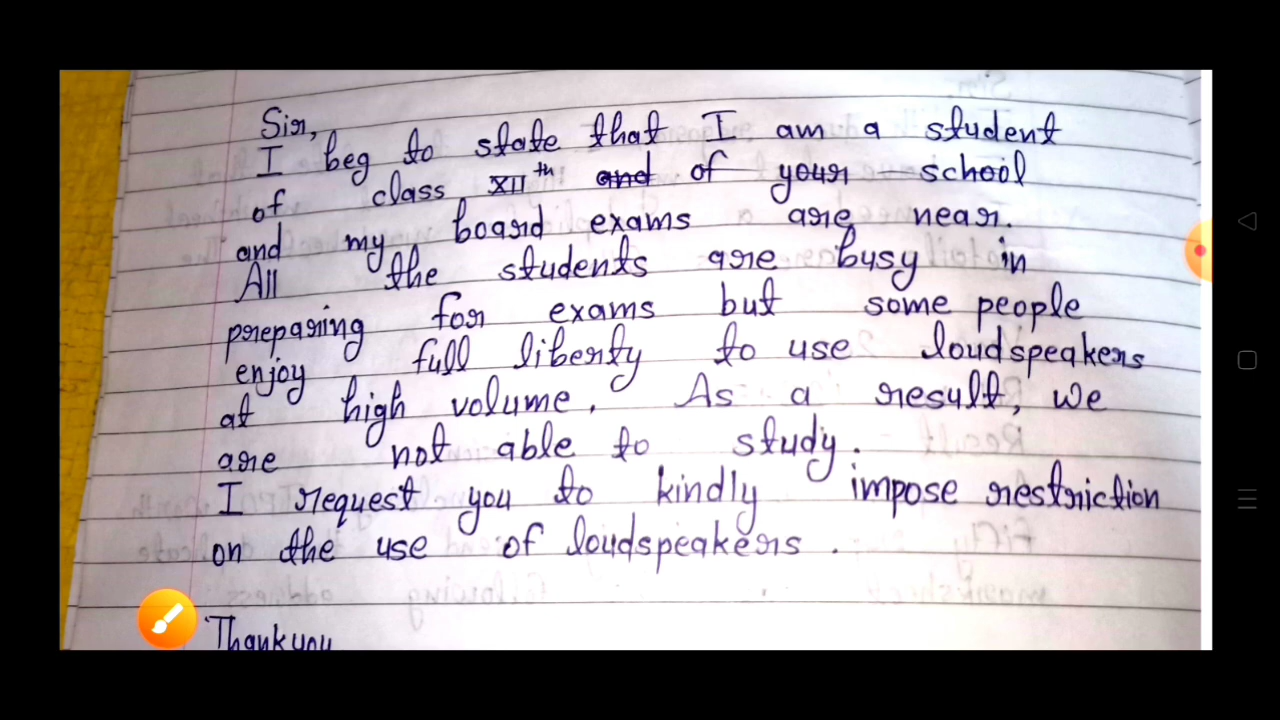 Sir,
I beg to state that I am a student
of class XIIth and of your school
and my board exams are near.
All the students are busy in
preparing for exams but some people
enjoy full liberty to use loudspeakers
at high volume. As a result, we
are not able to study.
I request you to kindly impose restriction
on the use of loudspeakers.
Thankyou